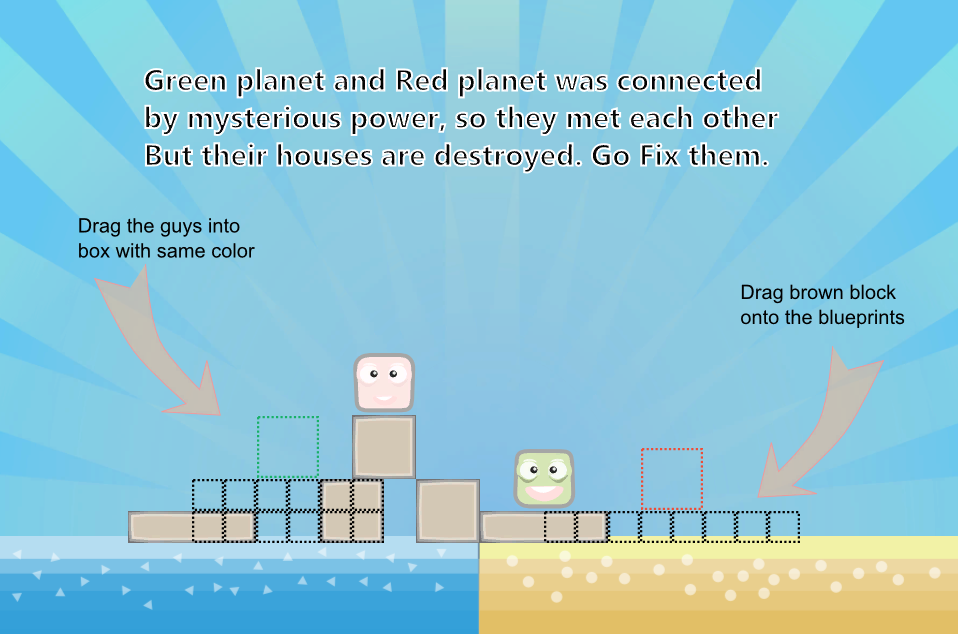 Green planet and Red planet was connected
by mysterious power, so they met each other
But their houses are destroyed. Go Fix them.
Drag the guys into
box with same color
Drag brown block
onto the blueprints